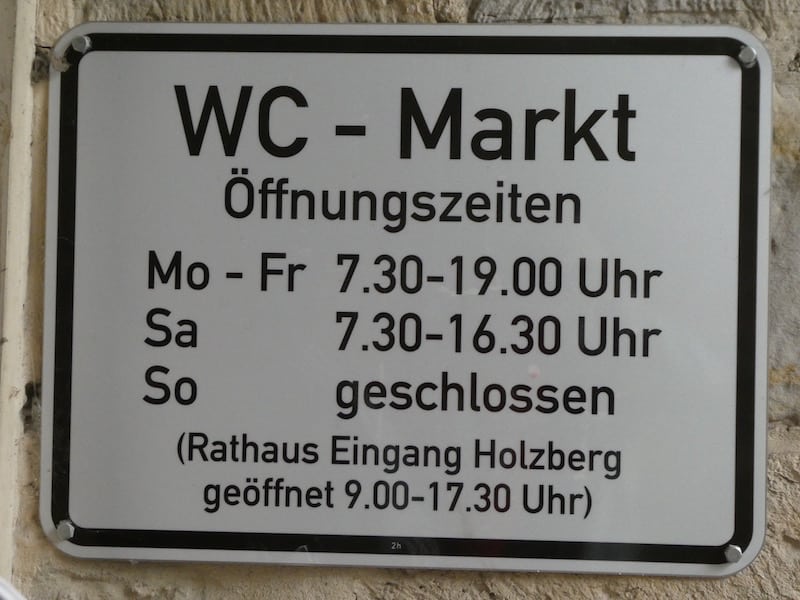 WC - Markt
Öffnungszeiten
Mo - Fr 7.30-19.00 Uhr
Sa 7.30-16.30 Uhr
So geschlossen
(Rathaus Eingang Holzberg
geöffnet 9.00-17.30 Uhr)
2h